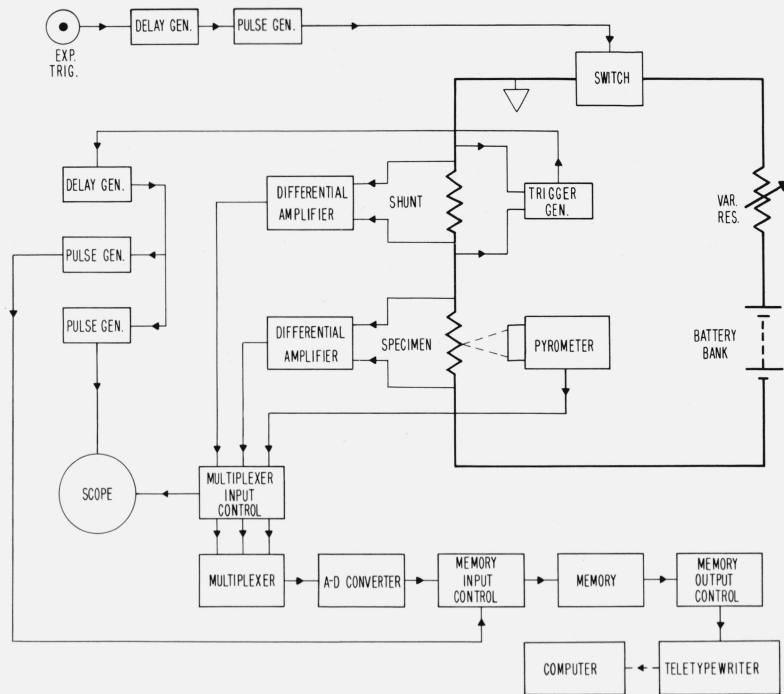 EXP.
TRIG.
DELAY GEN.
PULSE GEN.
SWITCH
DELAY GEN.
DIFFERENTIAL
AMPLIFIER
SHUNT
TRIGGER
GEN.
VAR.
RES.
PULSE GEN.
PULSE GEN.
DIFFERENTIAL
AMPLIFIER
SPECIMEN
PYROMETER
BATTERY
BANK
SCOPE
MULTIPLEXER
INPUT
CONTROL
MULTIPLEXER
A-D CONVERTER
MEMORY
INPUT
CONTROL
MEMORY
MEMORY
OUTPUT
CONTROL
COMPUTER
TELETYPEWRITER